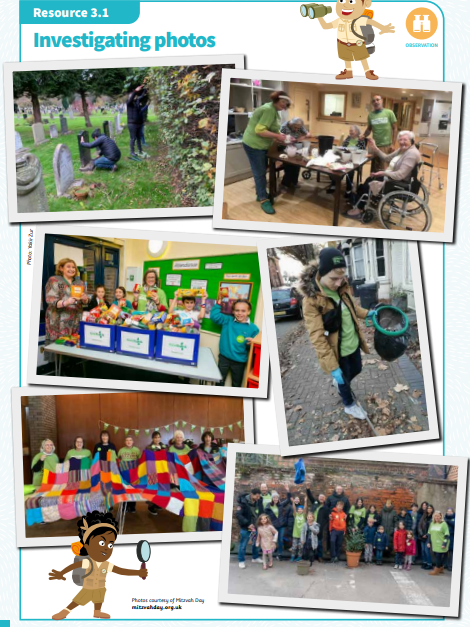 Resource 3.1
Investigating photos
OBSERVATION
Photo: Yakir Zur
Photos courtesy of Mitzvah Day
mitzvahday.org.uk